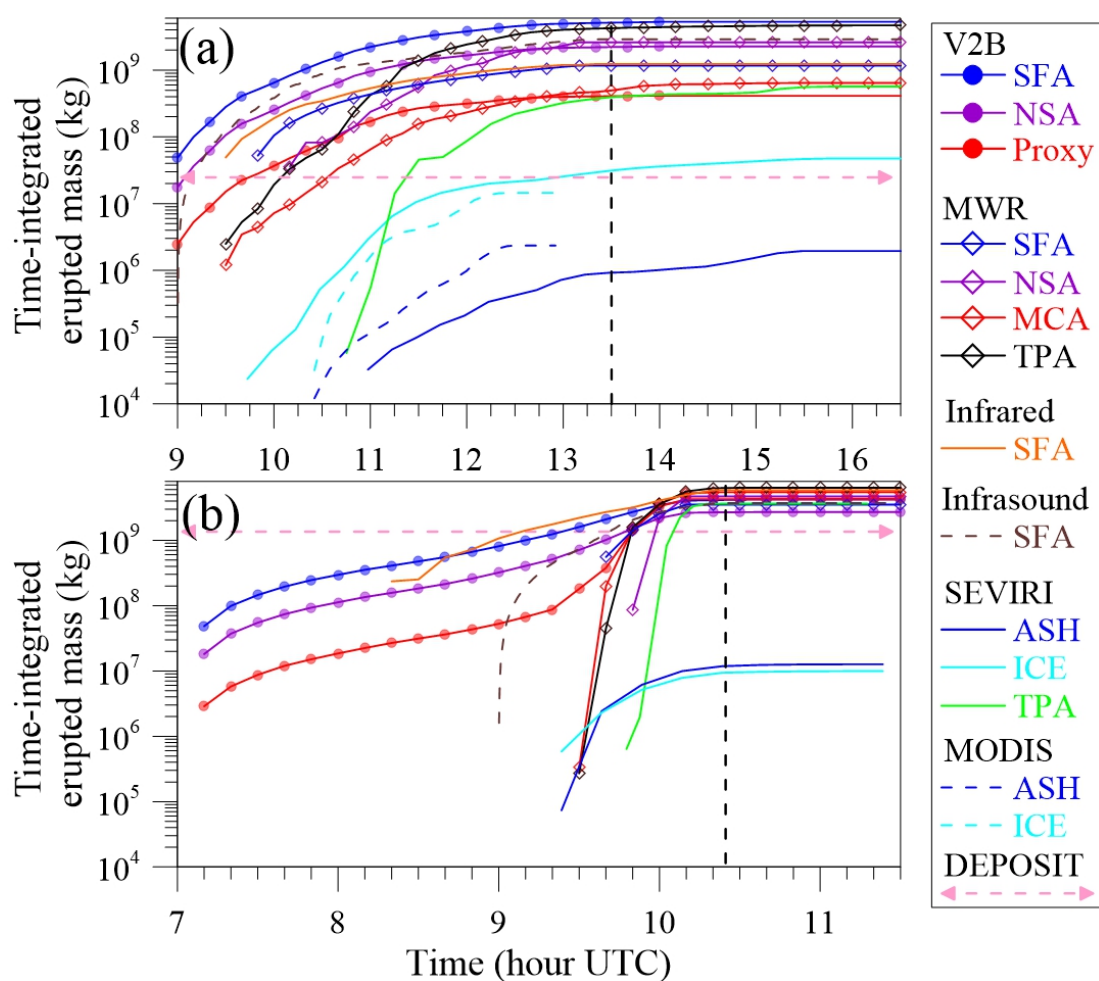 (a)
Time-integrated
erupted mass (kg)
10^9
10^8
10^7
10^6
10^5
10^4
9 10 11 12 13 14 15 16
(b)
Time-integrated
erupted mass (kg)
10^9
10^8
10^7
10^6
10^5
10^4
7 8 9 10 11
Time (hour UTC)
V2B
SFA
NSA
Proxy
MWR
SFA
NSA
MCA
TPA
Infrared
SFA
Infrasound
SFA
SEVIRI
ASH
ICE
TPA
MODIS
ASH
ICE
DEPOSIT